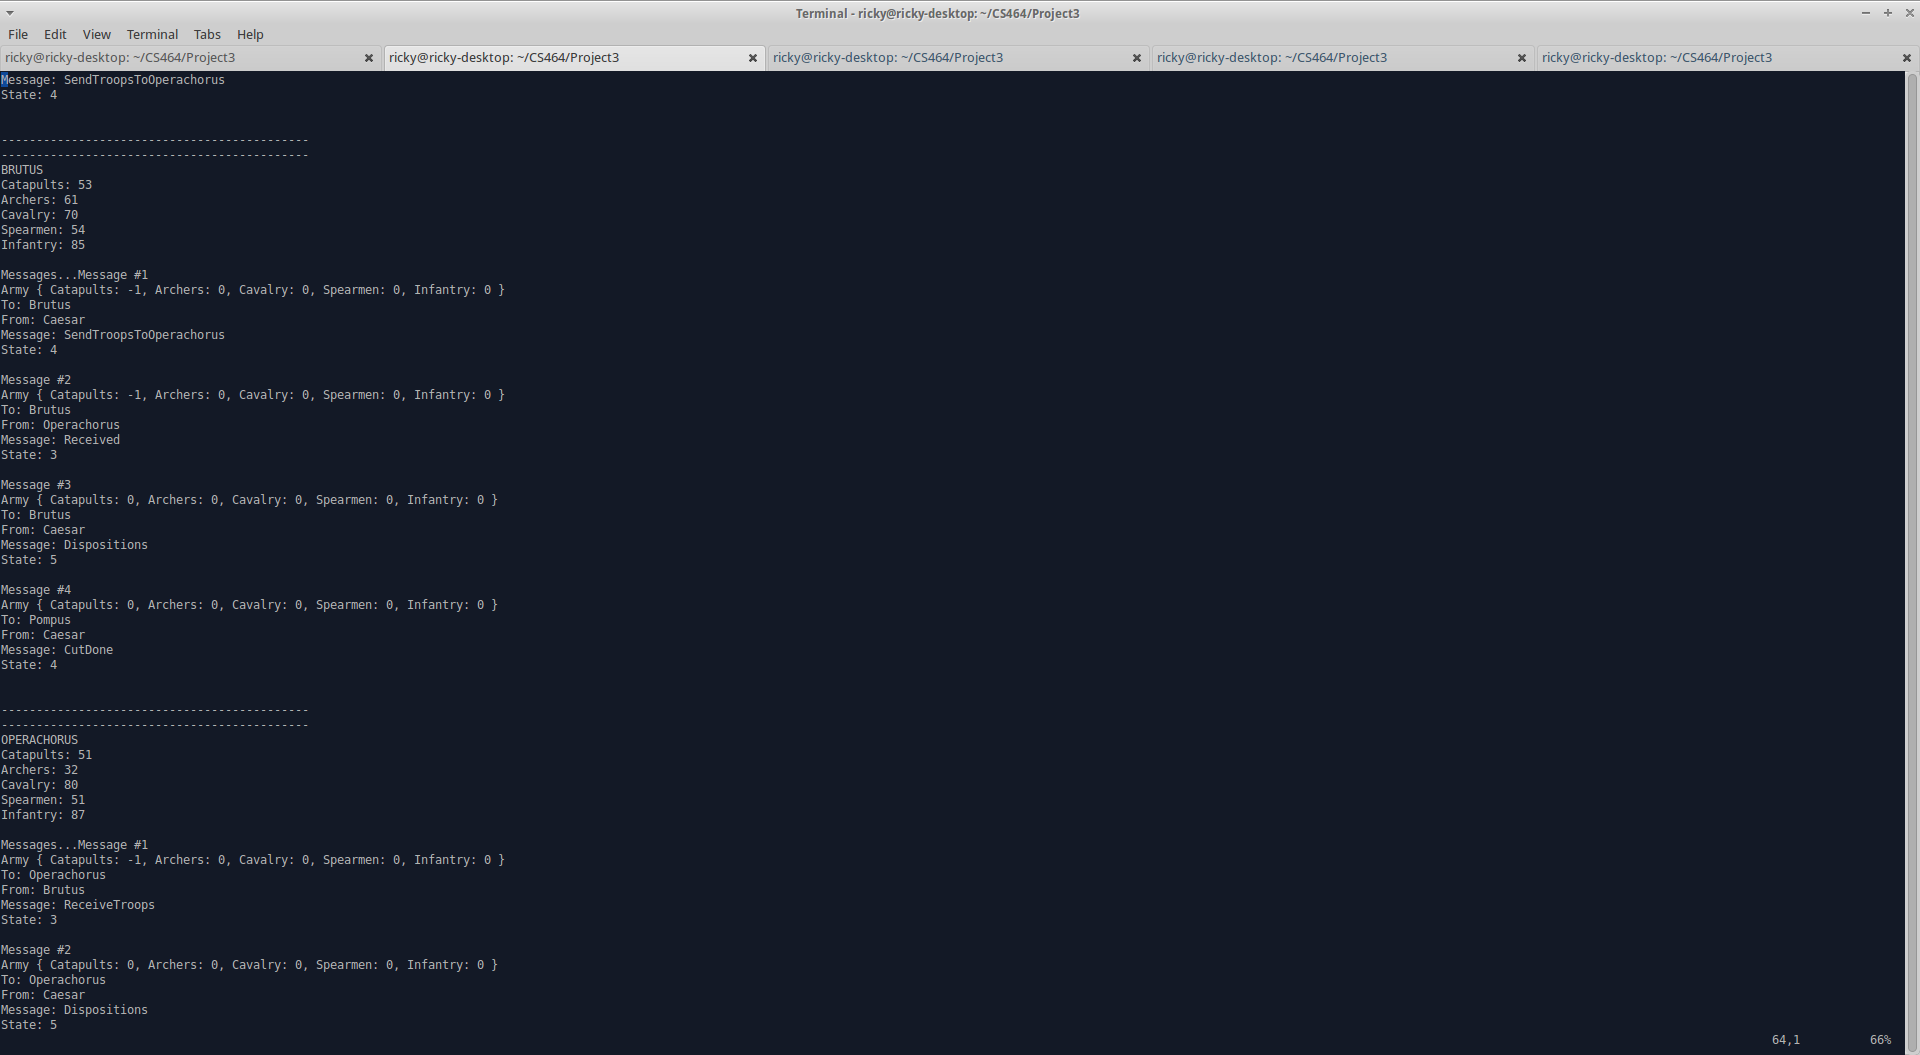 Terminal - ricky@ricky-desktop: ~/CS464/Project3
File Edit View Terminal Tabs Help
ricky@ricky-desktop: ~/CS464/Project3 ricky@ricky-desktop: ~/CS464/Project3 ricky@ricky-desktop: ~/CS464/Project3 ricky@ricky-desktop: ~/CS464/Project3 ricky@ricky-desktop: ~/CS464/Project3
Message: SendTroopsToOperachorus
State: 4
--------------------------------------------
--------------------------------------------
BRUTUS
Catapults: 53
Archers: 61
Cavalry: 70
Spearmen: 54
Infantry: 85
Messages...Message #1
Army { Catapults: -1, Archers: 0, Cavalry: 0, Spearmen: 0, Infantry: 0 }
To: Brutus
From: Caesar
Message: SendTroopsToOperachorus
State: 4
Message #2
Army { Catapults: -1, Archers: 0, Cavalry: 0, Spearmen: 0, Infantry: 0 }
To: Brutus
From: Operachorus
Message: Received
State: 3
Message #3
Army { Catapults: 0, Archers: 0, Cavalry: 0, Spearmen: 0, Infantry: 0 }
To: Brutus
From: Caesar
Message: Dispositions
State: 5
Message #4
Army { Catapults: 0, Archers: 0, Cavalry: 0, Spearmen: 0, Infantry: 0 }
To: Pompus
From: Caesar
Message: CutDone
State: 4
--------------------------------------------
--------------------------------------------
OPERACHORUS
Catapults: 51
Archers: 32
Cavalry: 80
Spearmen: 51
Infantry: 87
Messages...Message #1
Army { Catapults: -1, Archers: 0, Cavalry: 0, Spearmen: 0, Infantry: 0 }
To: Operachorus
From: Brutus
Message: ReceiveTroops
State: 3
Message #2
Army { Catapults: 0, Archers: 0, Cavalry: 0, Spearmen: 0, Infantry: 0 }
To: Operachorus
From: Caesar
Message: Dispositions
State: 5
64,1 66%